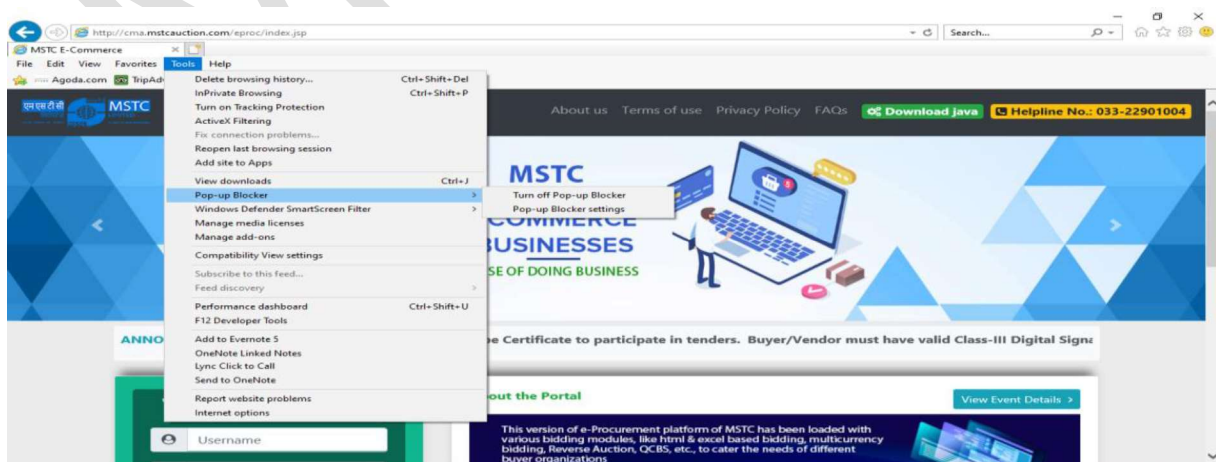 http://cma.mstcauction.com/eproc/index.jsp
Search...
MSTC E-Commerce
File Edit View Favorites Tools Help
Agoda.com TripAdv
Delete browsing history... Ctrl+Shift+Del
InPrivate Browsing Ctrl+Shift+P
Turn on Tracking Protection
ActiveX Filtering
Fix connection problems...
Reopen last browsing session
Add site to Apps
View downloads Ctrl+J
Pop-up Blocker
Windows Defender SmartScreen Filter
Manage media licenses
Manage add-ons
Compatibility View settings
Subscribe to this feed...
Feed discovery
Performance dashboard Ctrl+Shift+U
F12 Developer Tools
Add to Evernote 5
OneNote Linked Notes
Lync Click to Call
Send to OneNote
Report website problems
Internet options
Turn off Pop-up Blocker
Pop-up Blocker settings
एम एस टी सी MSTC
About us Terms of use Privacy Policy FAQs Download java Helpline No.: 033-22901004
MSTC
COMMERCE
BUSINESSES
SE OF DOING BUSINESS
ANNO
e Certificate to participate in tenders. Buyer/Vendor must have valid Class-III Digital Signa
out the Portal
View Event Details >
Username
This version of e-Procurement platform of MSTC has been loaded with
various bidding modules, like html & excel based bidding, multicurrency
bidding, Reverse Auction, QCBS, etc., to cater the needs of different
buyer organizations